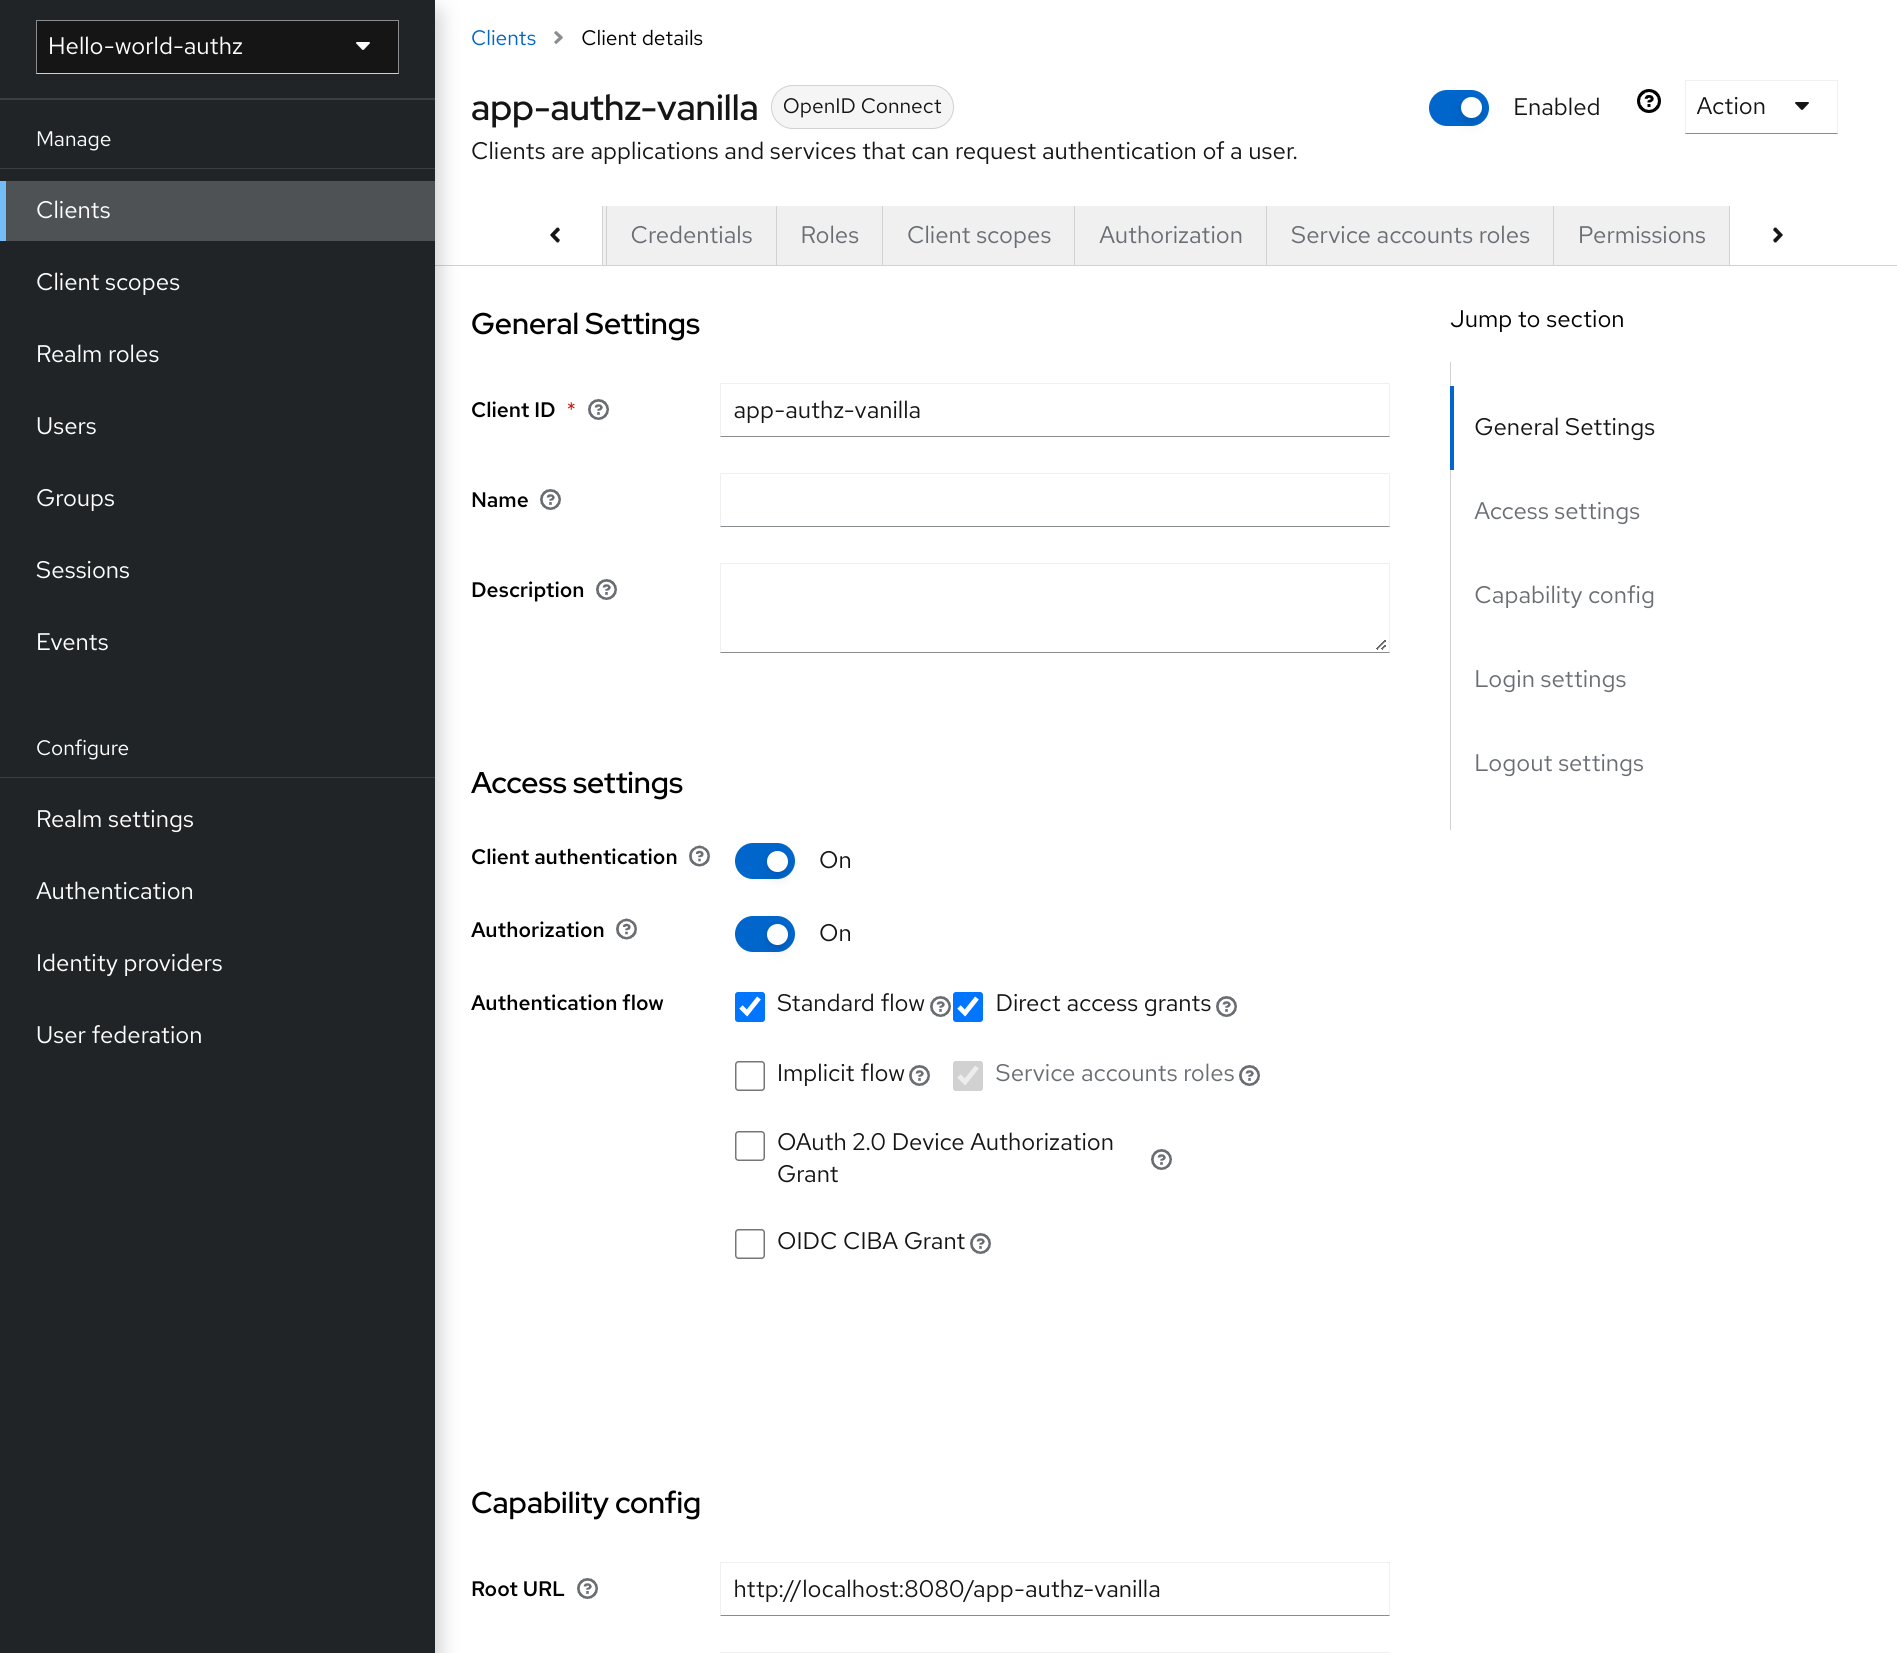 Hello-world-authz
Manage
Clients
Client scopes
Realm roles
Users
Groups
Sessions
Events
Configure
Realm settings
Authentication
Identity providers
User federation
Clients > Client details
app-authz-vanilla OpenID Connect
Enabled Action
Clients are applications and services that can request authentication of a user.
Credentials Roles Client scopes Authorization Service accounts roles Permissions
General Settings
Client ID * app-authz-vanilla
Name
Description
Access settings
Client authentication On
Authorization On
Authentication flow Standard flow Direct access grants
Implicit flow Service accounts roles
OAuth 2.0 Device Authorization
Grant
OIDC CIBA Grant
Capability config
Root URL http://localhost:8080/app-authz-vanilla
Jump to section
General Settings
Access settings
Capability config
Login settings
Logout settings